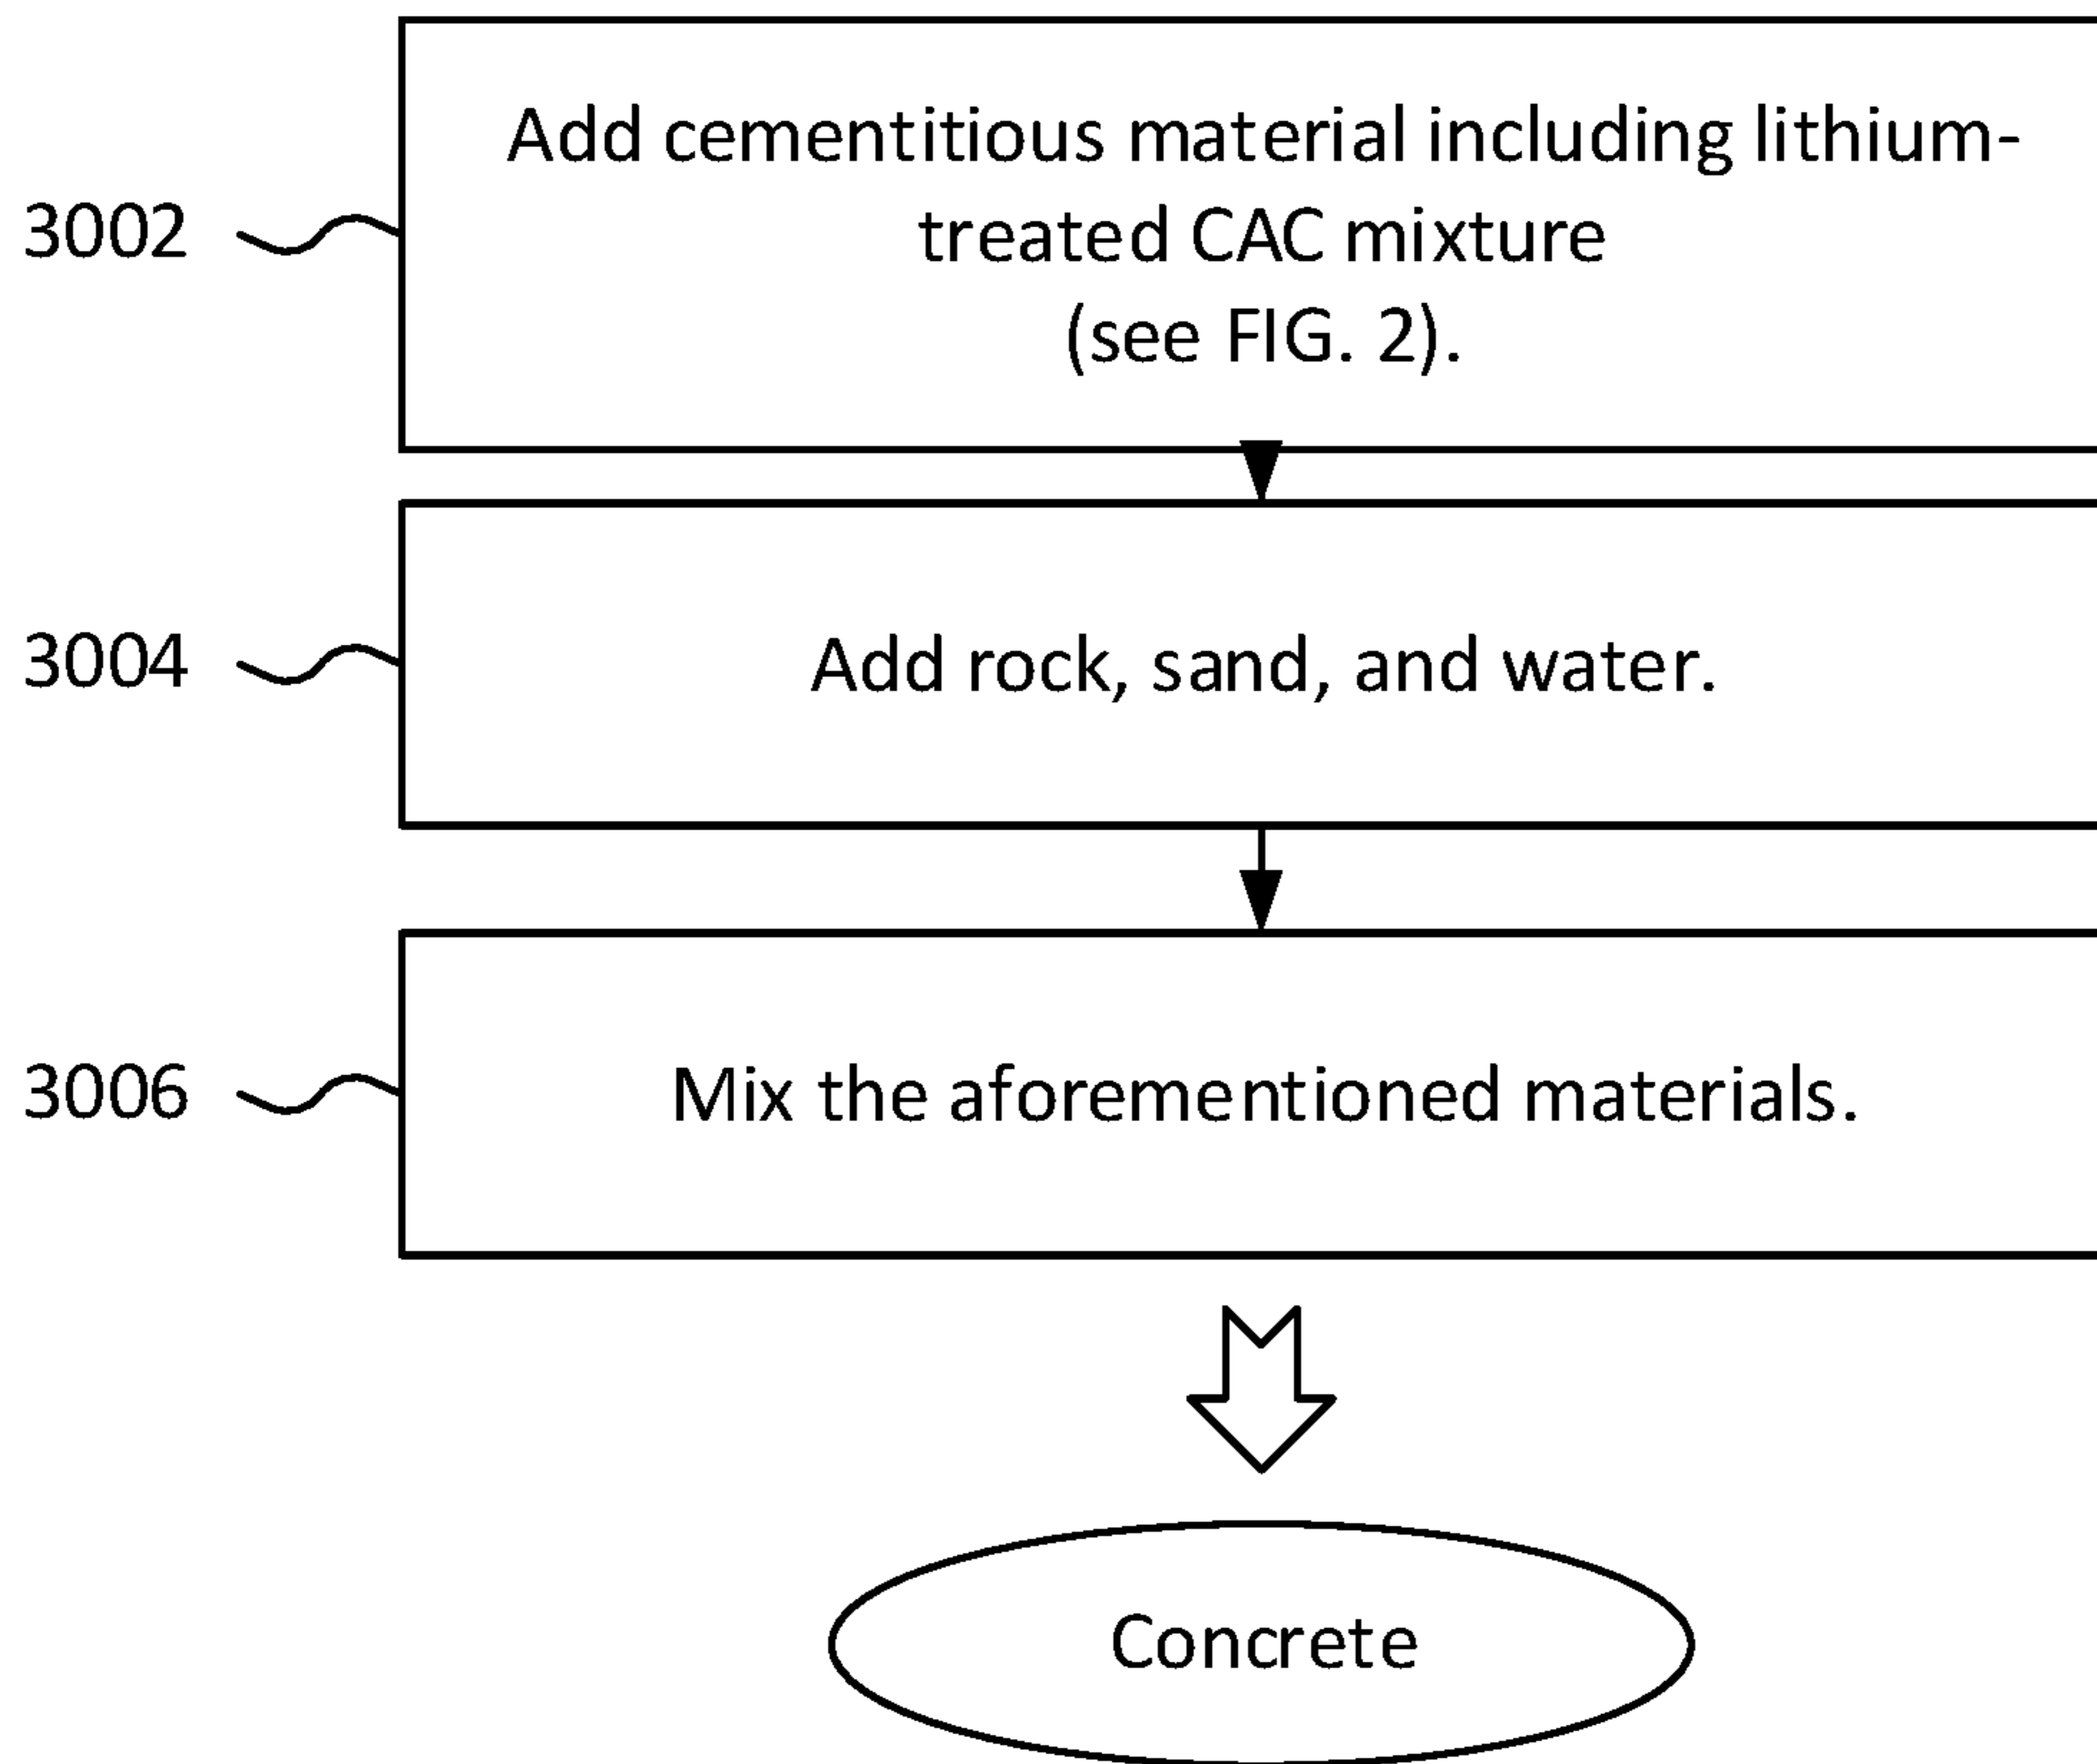 3002
Add cementitious material including lithium-
treated CAC mixture
(see FIG. 2).
3004
Add rock, sand, and water.
3006
Mix the aforementioned materials.
Concrete